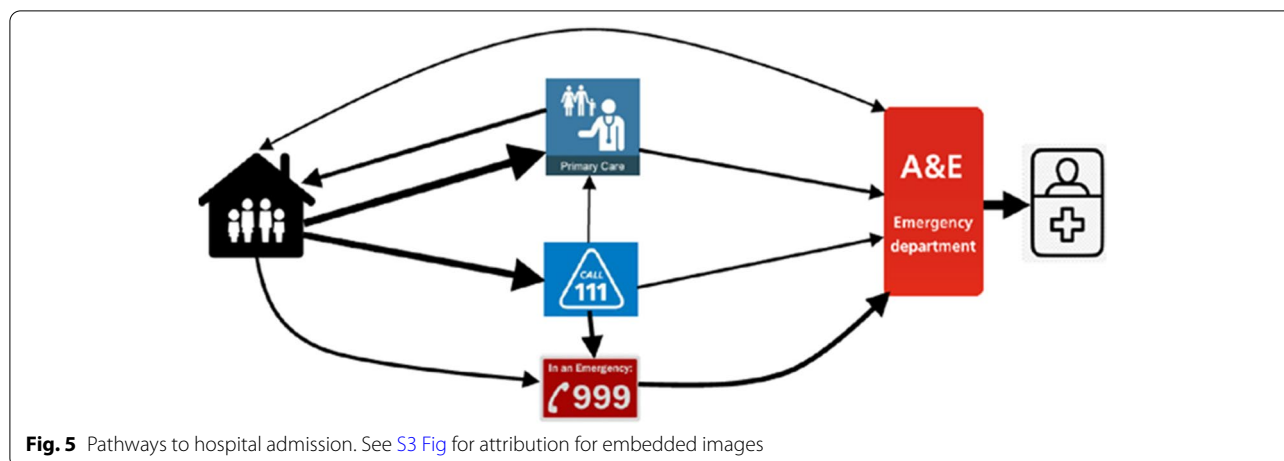 Primary Care
A&E
Emergency
department
CALL
111
In an Emergency:
999
Fig. 5 Pathways to hospital admission. See S3 Fig for attribution for embedded images